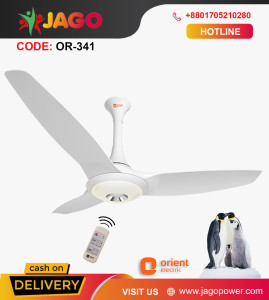 JAGO
+8801705210280
HOTLINE
CODE: OR-341
cash on
DELIVERY
orient
electric
VISIT US
www.jagopower.com